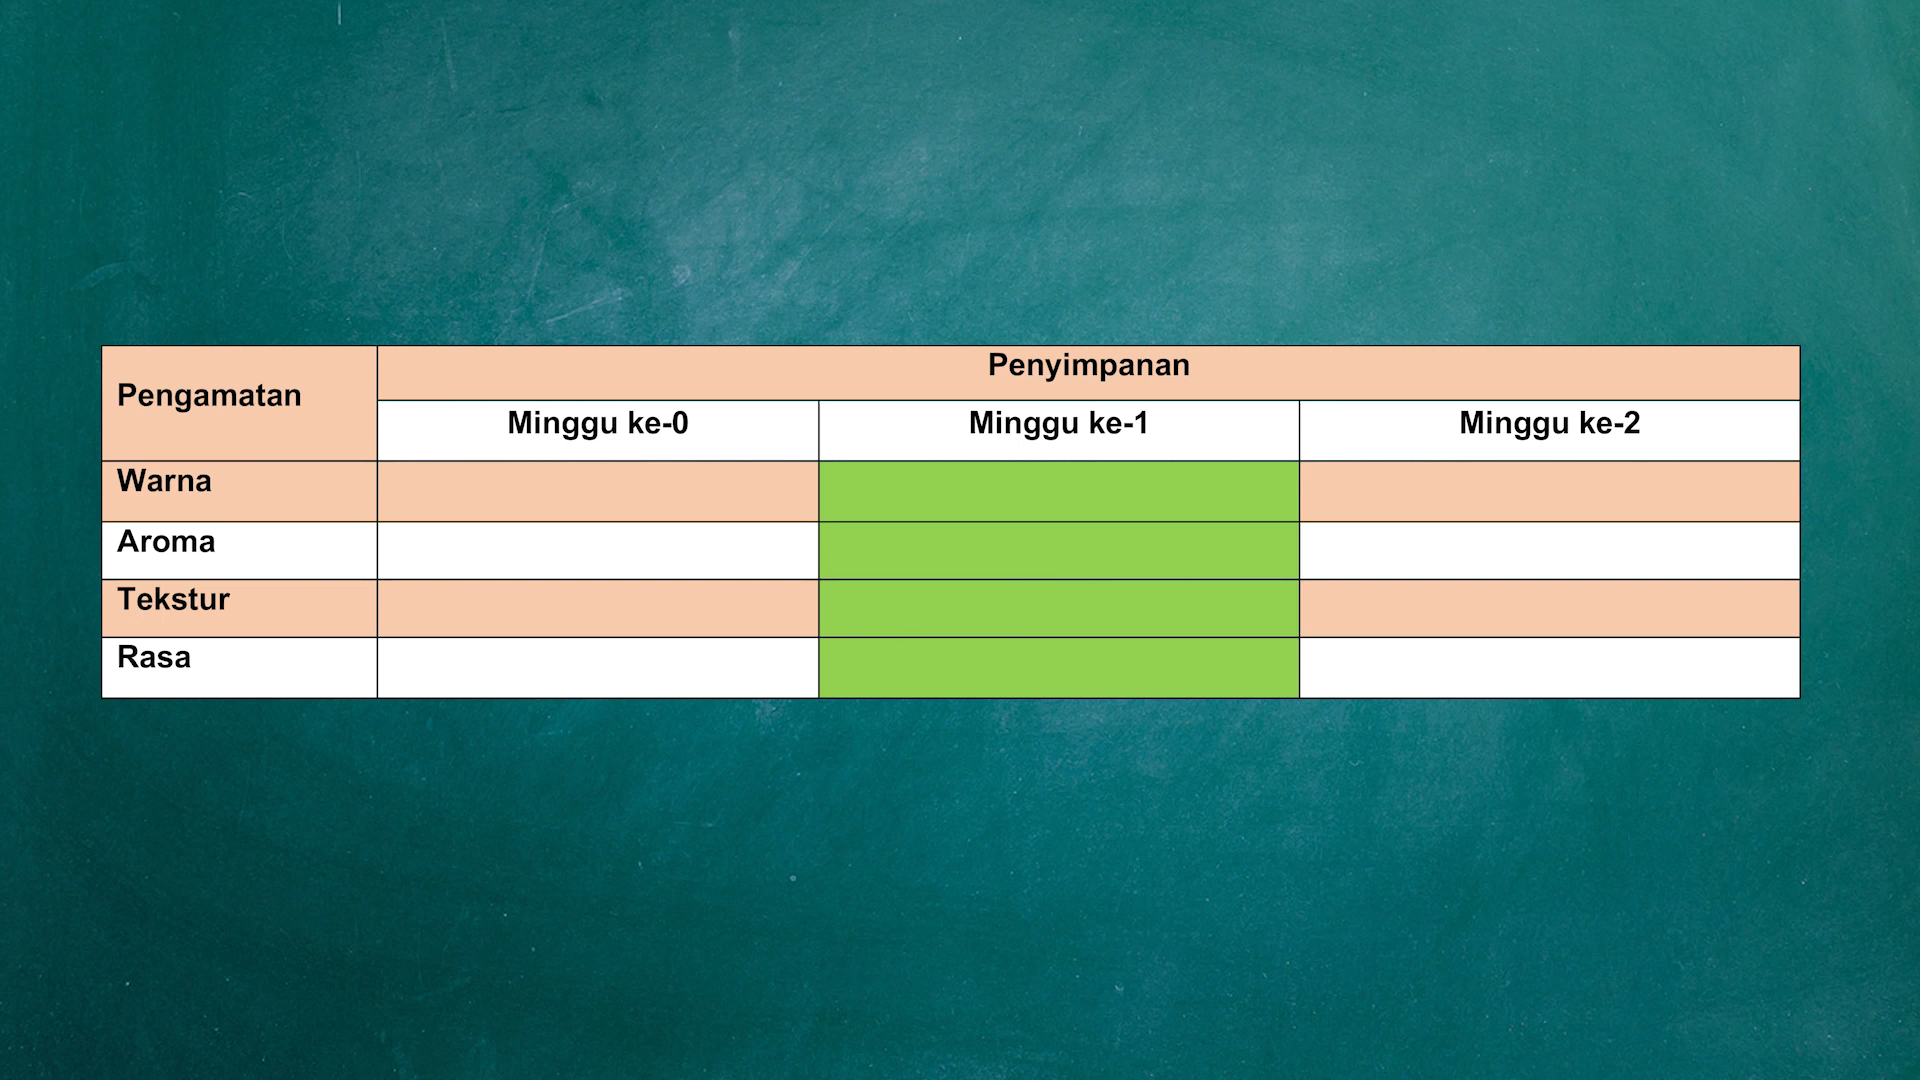 Pengamatan
Penyimpanan
Minggu ke-0
Minggu ke-1
Minggu ke-2
Warna
Aroma
Tekstur
Rasa